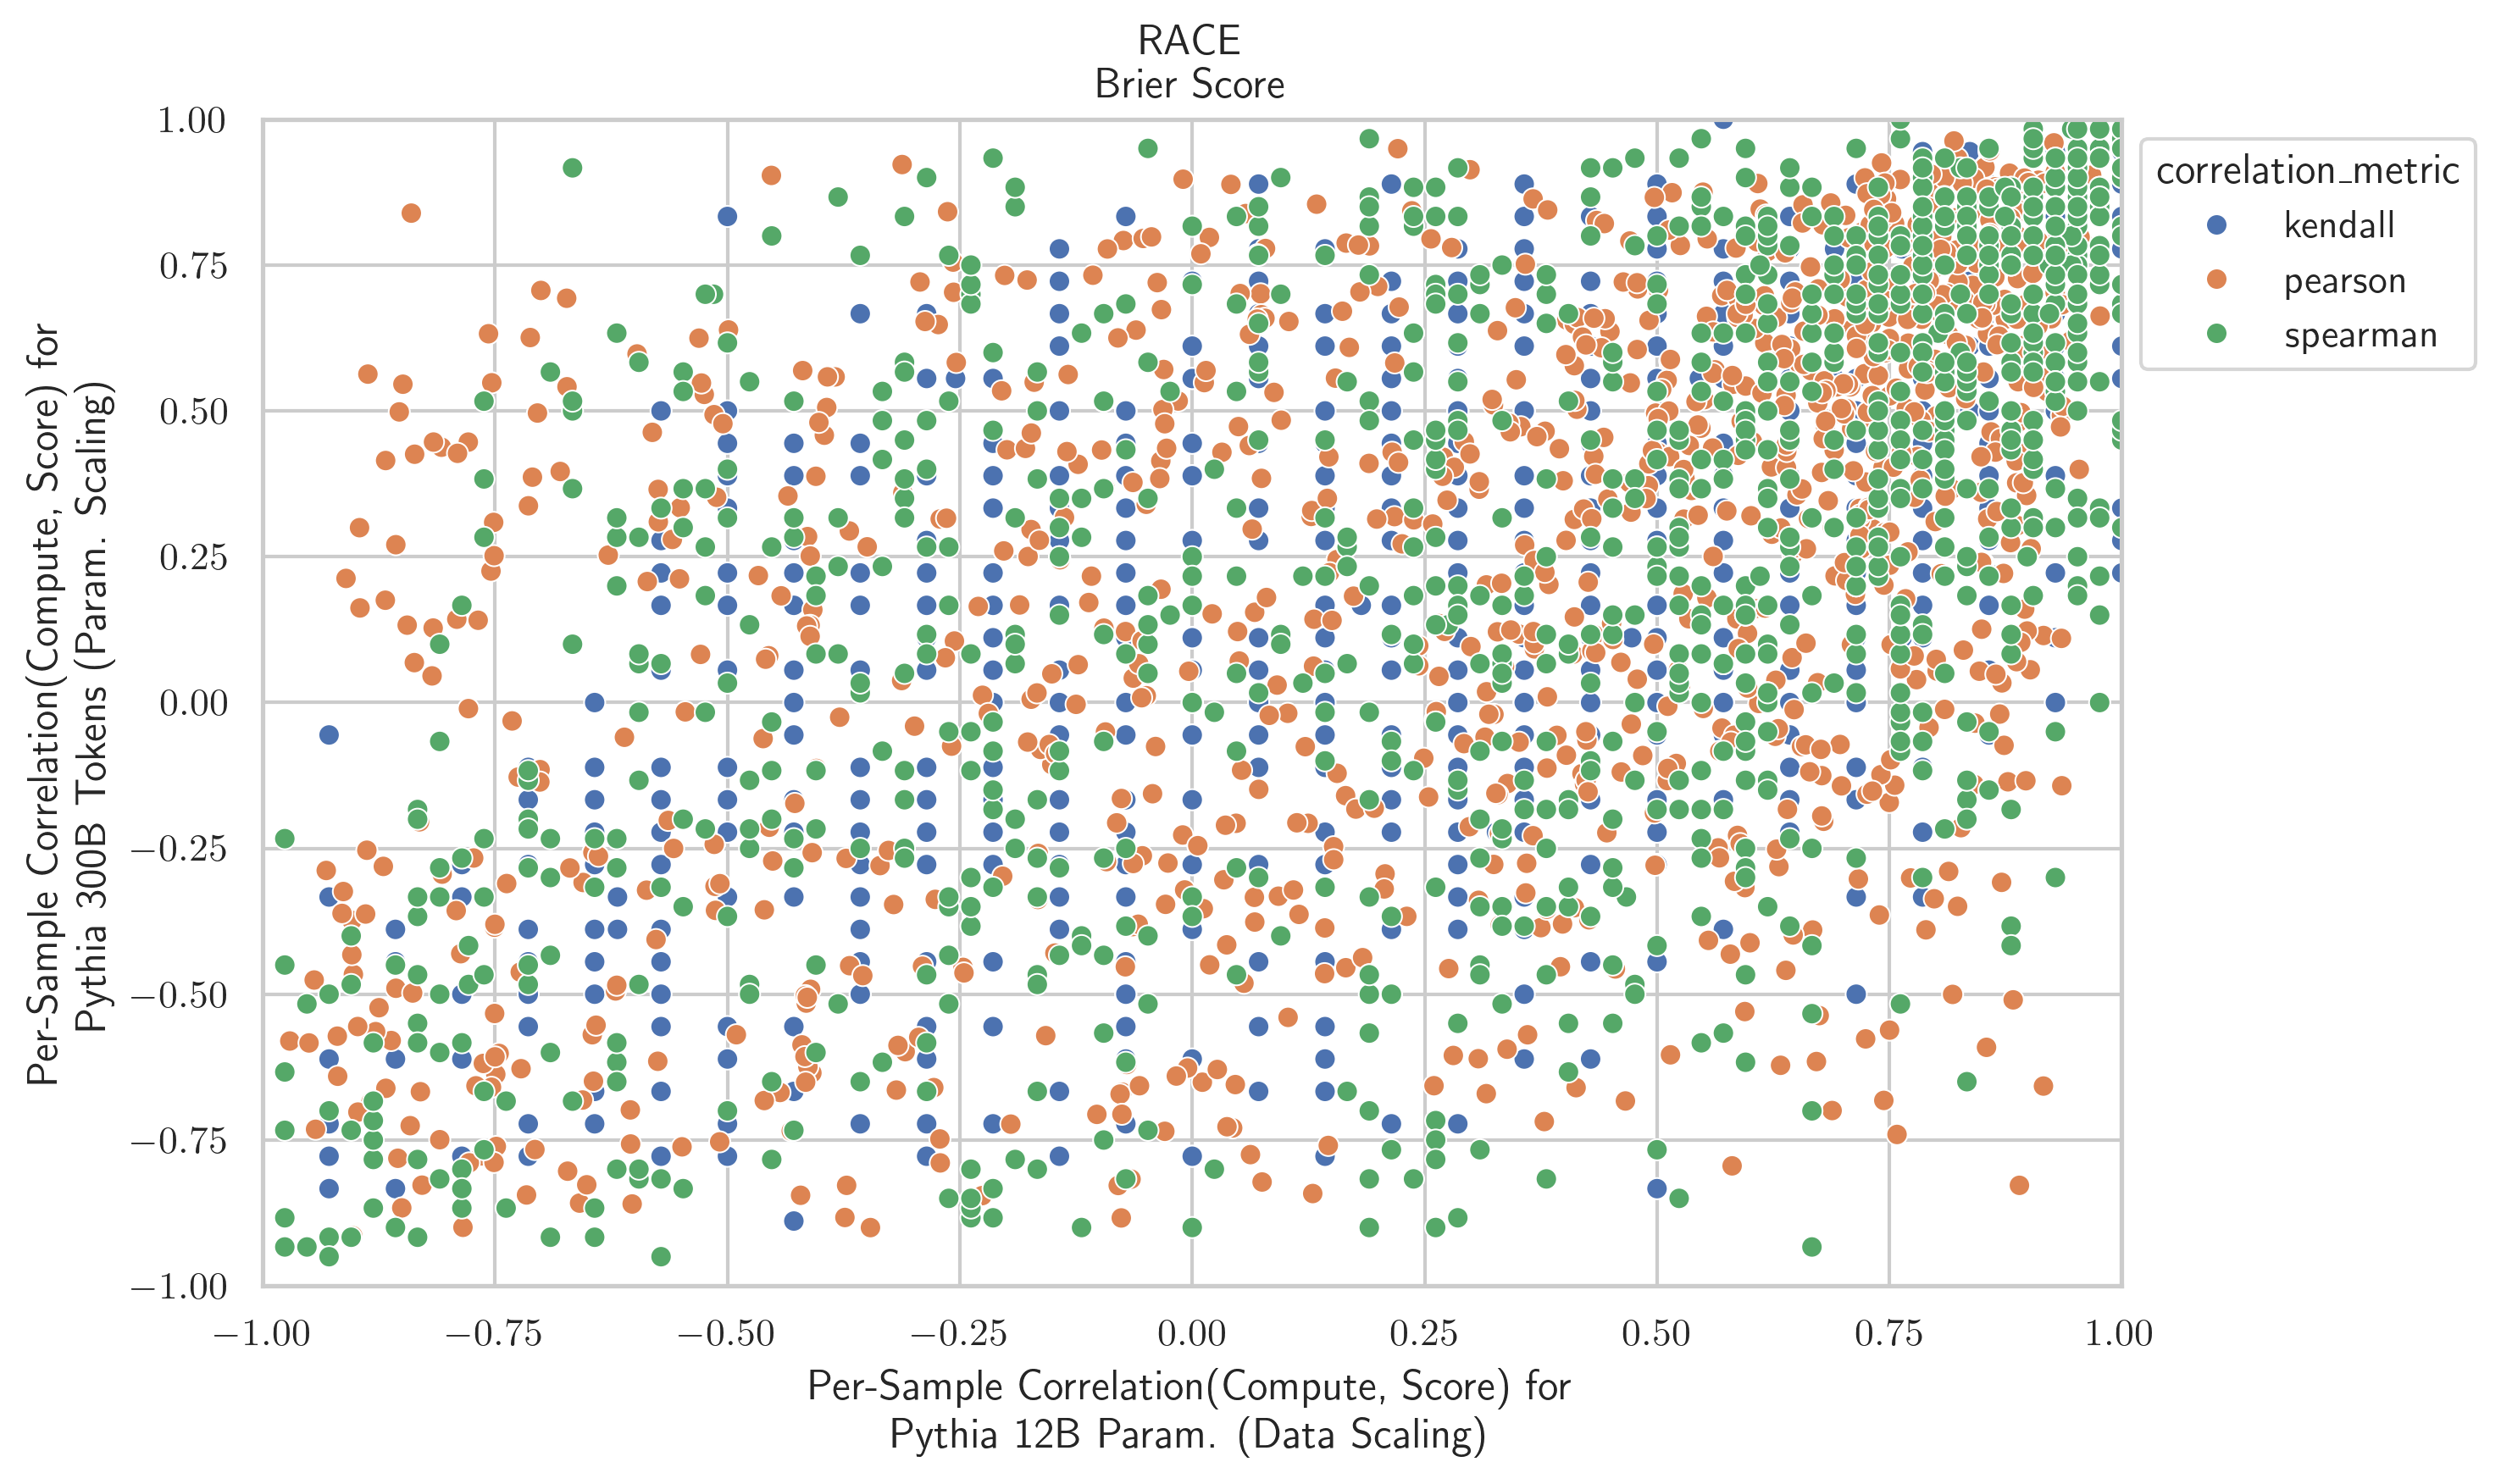 RACE
Brier Score
Per-Sample Correlation(Compute, Score) for
Pythia 300B Tokens (Param. Scaling)
1.00
0.75
0.50
0.25
0.00
−0.25
−0.50
−0.75
−1.00
−1.00 −0.75 −0.50 −0.25 0.00 0.25 0.50 0.75 1.00
Per-Sample Correlation(Compute, Score) for
Pythia 12B Param. (Data Scaling)
correlation_metric
kendall
pearson
spearman